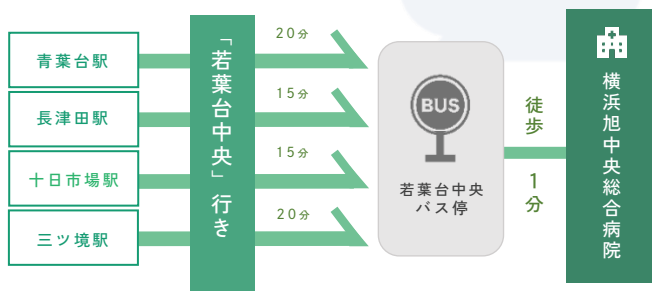 青葉台駅
長津田駅
十日市場駅
三ツ境駅
「若葉台中央」行き
20分
15分
15分
20分
BUS
若葉台中央
バス停
徒歩
1分
横浜旭中央総合病院